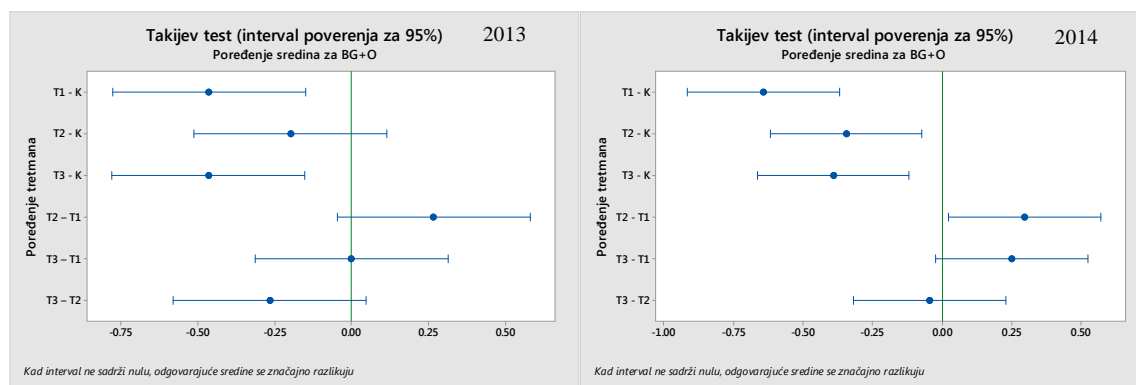 Takijev test (interval poverenja za 95%) 2013
Poređenje sredina za BG+O
Poređenje tretmana
T1 - K
T2 - K
T3 - K
T2 – T1
T3 – T1
T3 – T2
-0.75 -0.50 -0.25 0.00 0.25 0.50
Kad interval ne sadrži nulu, odgovarajuće sredine se značajno razlikuju
Takijev test (interval poverenja za 95%) 2014
Poređenje sredina za BG+O
Poređenje tretmana
T1 - K
T2 - K
T3 - K
T2 - T1
T3 - T1
T3 - T2
-1.00 -0.75 -0.50 -0.25 0.00 0.25 0.50
Kad interval ne sadrži nulu, odgovarajuće sredine se značajno razlikuju